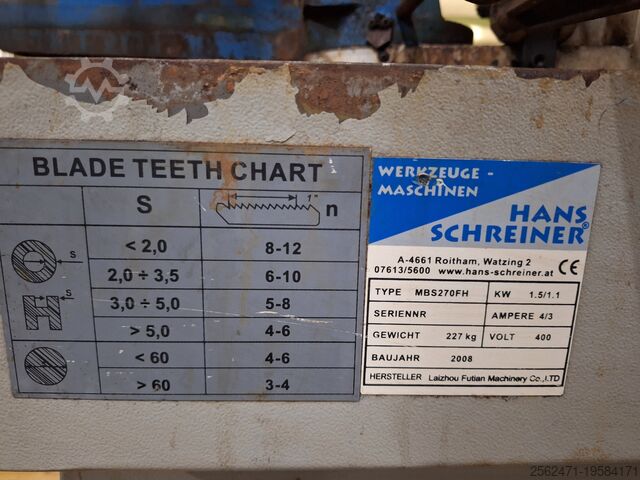 BLADE TEETH CHART
S 1" n
s < 2,0 8-12
2,0 ÷ 3,5 6-10
s 3,0 ÷ 5,0 5-8
> 5,0 4-6
< 60 4-6
> 60 3-4
WERKZEUGE -
MASCHINEN
HANS
SCHREINER®
A-4661 Roitham, Watzing 2
07613/5600 www.hans-schreiner.at CE
TYPE MBS270FH KW 1.5/1.1
SERIENNR AMPERE 4/3
GEWICHT 227 kg VOLT 400
BAUJAHR 2008
HERSTELLER Laizhou Futian Machinery Co.,LTD
2562471-19584171